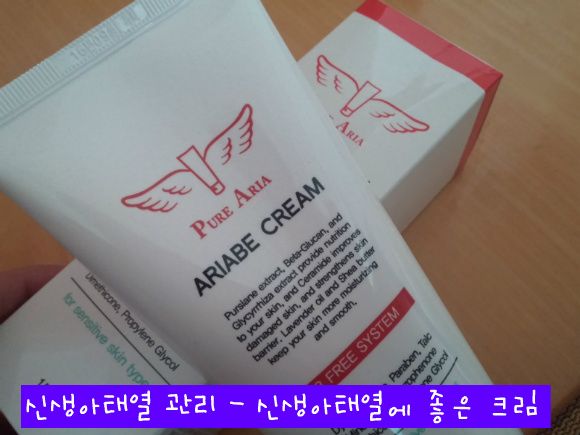 PURE ARIA
PURE ARIA
ARIABE CREAM
Purslane extract, Beta-Glucan, and
Glycyrrhiza extract provide nutrition
to your skin, and Ceramide improves
damaged skin, and strengthens skin
barrier. Lavender oil and Shea butter
keep your skin more moisturizing
and smooth.
FREE SYSTEM
Paraben, Talc
Glycol
Dimethicone, Propylene Glycol
for sensitive skin type
신생아태열 관리 - 신생아태열에 좋은 크림